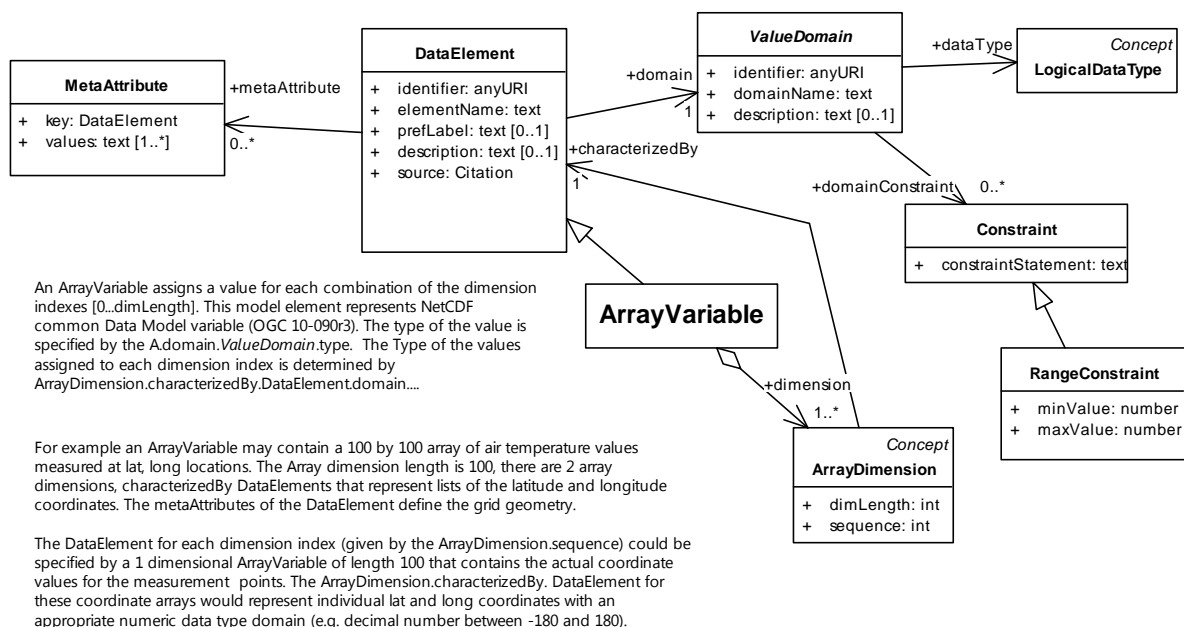 MetaAttribute
+ key: DataElement
+ values: text [1..*]
+metaAttribute
0..*
DataElement
+ identifier: anyURI
+ elementName: text
+ prefLabel: text [0..1]
+ description: text [0..1]
+ source: Citation
+domain
1
+characterizedBy
1
ValueDomain
+ identifier: anyURI
+ domainName: text
+ description: text [0..1]
+dataType
Concept
LogicalDataType
+domainConstraint
0..*
Constraint
+ constraintStatement: text
RangeConstraint
+ minValue: number
+ maxValue: number
ArrayVariable
+dimension
1..*
Concept
ArrayDimension
+ dimLength: int
+ sequence: int
An ArrayVariable assigns a value for each combination of the dimension
indexes [0...dimLength]. This model element represents NetCDF
common Data Model variable (OGC 10-090r3). The type of the value is
specified by the A.domain.ValueDomain.type. The Type of the values
assigned to each dimension index is determined by
ArrayDimension.characterizedBy.DataElement.domain....
For example an ArrayVariable may contain a 100 by 100 array of air temperature values
measured at lat, long locations. The Array dimension length is 100, there are 2 array
dimensions, characterizedBy DataElements that represent lists of the latitude and longitude
coordinates. The metaAttributes of the DataElement define the grid geometry.
The DataElement for each dimension index (given by the ArrayDimension.sequence) could be
specified by a 1 dimensional ArrayVariable of length 100 that contains the actual coordinate
values for the measurement points. The ArrayDimension.characterizedBy. DataElement for
these coordinate arrays would represent individual lat and long coordinates with an
appropriate numeric data type domain (e.g. decimal number between -180 and 180).